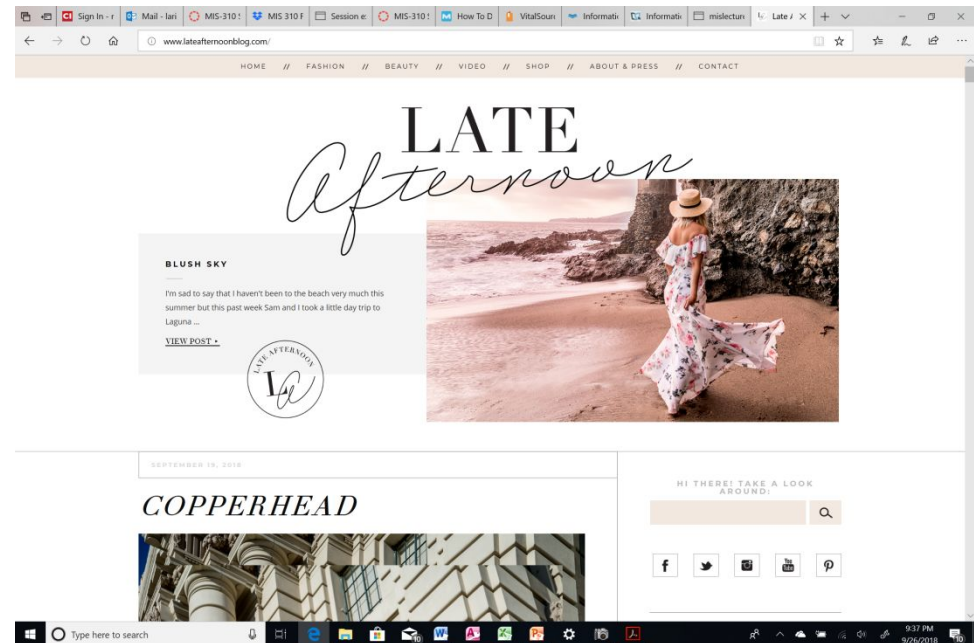 Sign In - r
Mail - lari
MIS-310 !
MIS 310 F
Session e:
MIS-310 !
How To D
VitalSourc
Informatic
Informatic
mislecture
Late A
www.lateafternoonblog.com/
HOME // FASHION // BEAUTY // VIDEO // SHOP // ABOUT & PRESS // CONTACT
LATE
Afternoon
BLUSH SKY
I'm sad to say that I haven't been to the beach very much this
summer but this past week Sam and I took a little day trip to
Laguna ...
VIEW POST ▸
LATE AFTERNOON
LA
SEPTEMBER 19, 2018
COPPERHEAD
HI THERE! TAKE A LOOK
AROUND:
Type here to search
9:37 PM
9/26/2018